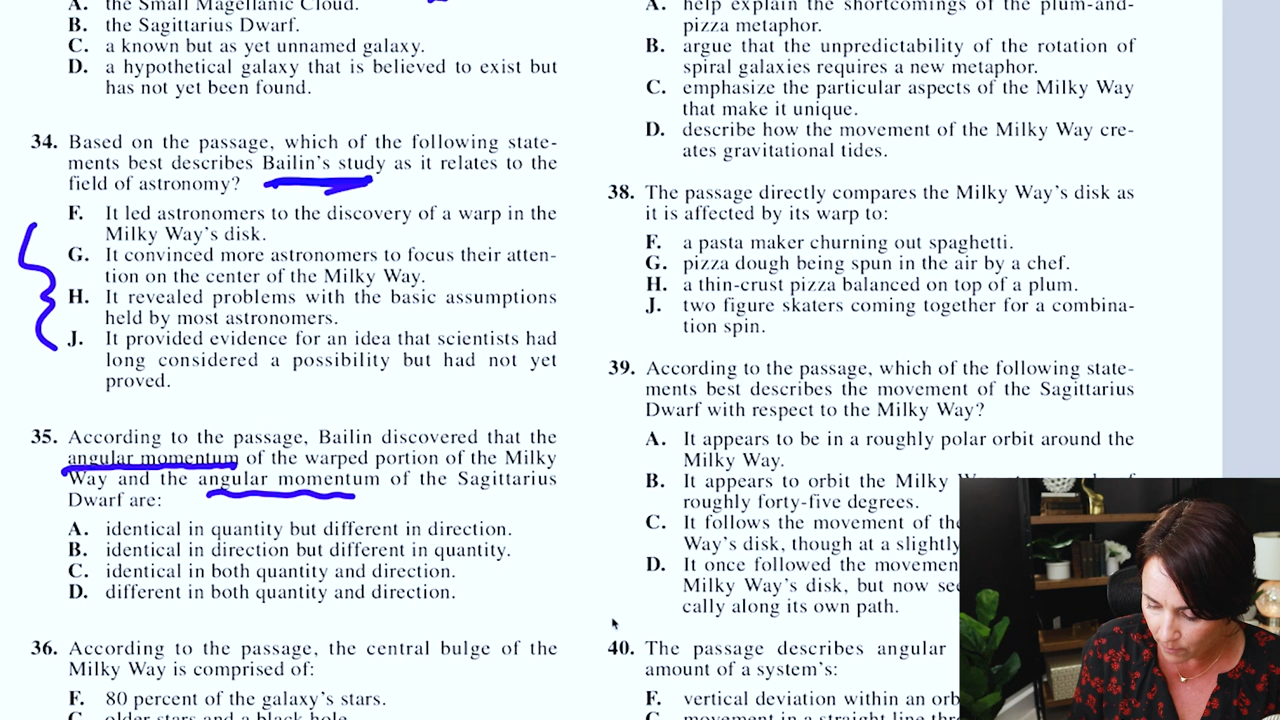 A. the Small Magellanic Cloud.
B. the Sagittarius Dwarf.
C. a known but as yet unnamed galaxy.
D. a hypothetical galaxy that is believed to exist but
has not yet been found.
34. Based on the passage, which of the following state-
ments best describes Bailin's study as it relates to the
field of astronomy?
F. It led astronomers to the discovery of a warp in the
Milky Way's disk.
G. It convinced more astronomers to focus their atten-
tion on the center of the Milky Way.
H. It revealed problems with the basic assumptions
held by most astronomers.
J. It provided evidence for an idea that scientists had
long considered a possibility but had not yet
proved.
35. According to the passage, Bailin discovered that the
angular momentum of the warped portion of the Milky
Way and the angular momentum of the Sagittarius
Dwarf are:
A. identical in quantity but different in direction.
B. identical in direction but different in quantity.
C. identical in both quantity and direction.
D. different in both quantity and direction.
36. According to the passage, the central bulge of the
Milky Way is comprised of:
F. 80 percent of the galaxy's stars.
G. older stars and a black hole.
A. help explain the shortcomings of the plum-and-
pizza metaphor.
B. argue that the unpredictability of the rotation of
spiral galaxies requires a new metaphor.
C. emphasize the particular aspects of the Milky Way
that make it unique.
D. describe how the movement of the Milky Way cre-
ates gravitational tides.
38. The passage directly compares the Milky Way's disk as
it is affected by its warp to:
F. a pasta maker churning out spaghetti.
G. pizza dough being spun in the air by a chef.
H. a thin-crust pizza balanced on top of a plum.
J. two figure skaters coming together for a combina-
tion spin.
39. According to the passage, which of the following state-
ments best describes the movement of the Sagittarius
Dwarf with respect to the Milky Way?
A. It appears to be in a roughly polar orbit around the
Milky Way.
B. It appears to orbit the Milky
roughly forty-five degrees.
C. It follows the movement of the
Way's disk, though at a slightly
D. It once followed the movemen
Milky Way's disk, but now see
cally along its own path.
40. The passage describes angular
amount of a system's:
F. vertical deviation within an orb
G. movement in a straight line thr